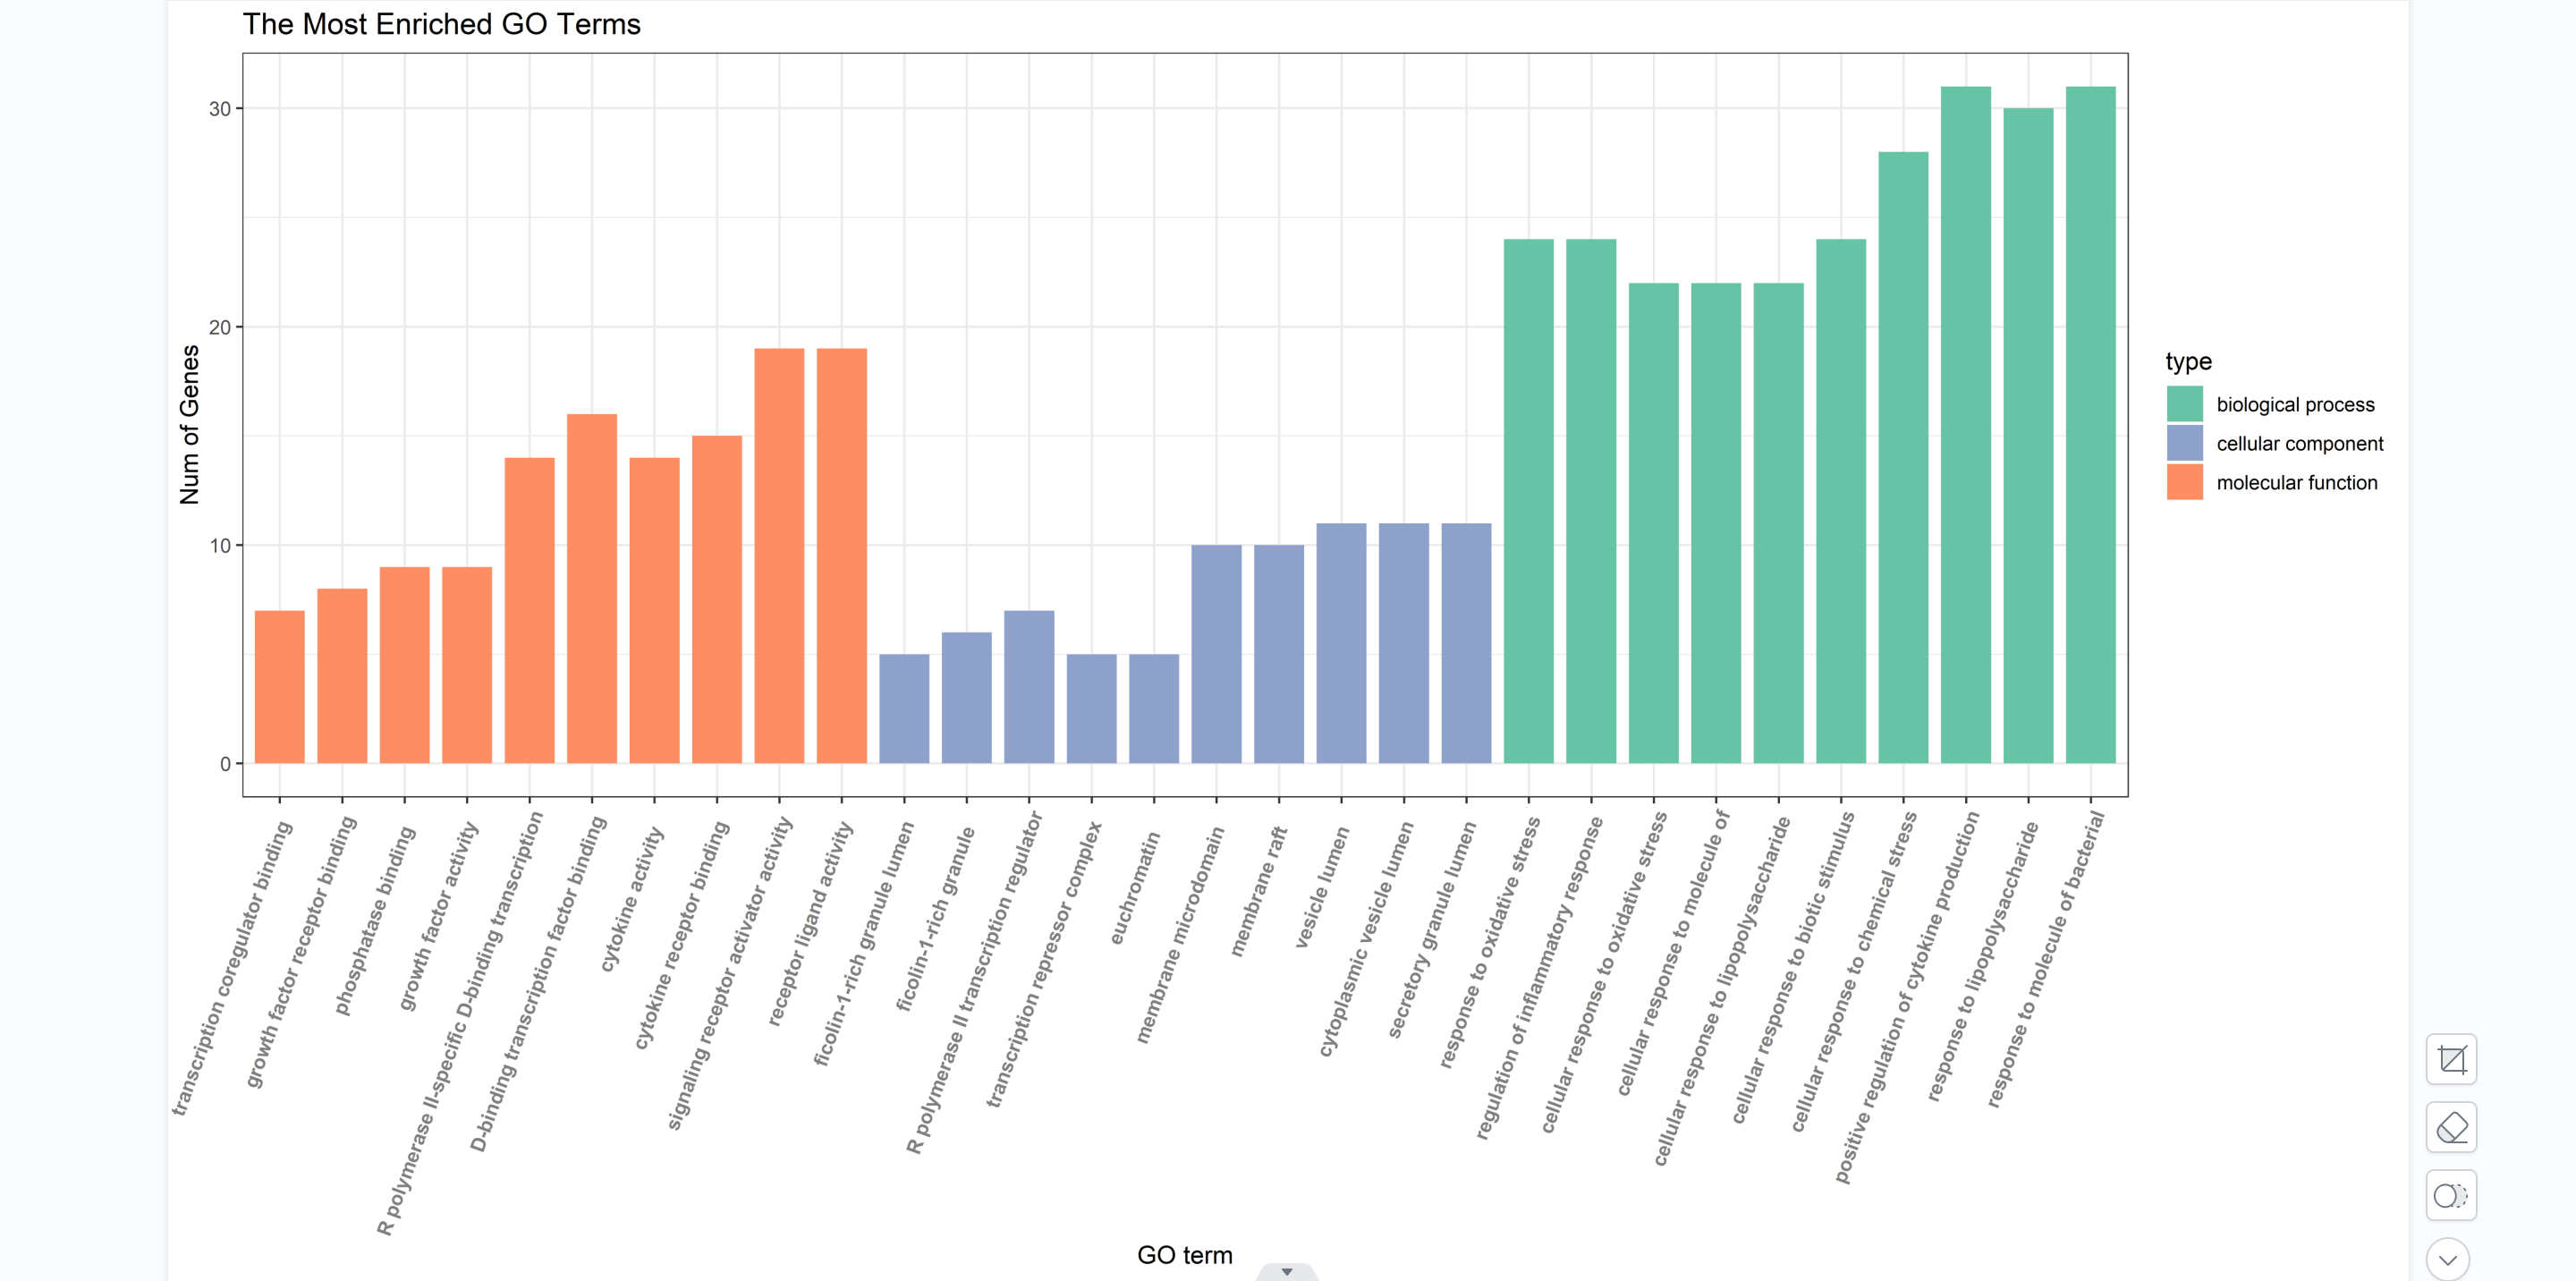 The Most Enriched GO Terms
30
20
10
0
Num of Genes
type
biological process
cellular component
molecular function
transcription coregulator binding
growth factor receptor binding
phosphatase binding
growth factor activity
R polymerase II-specific D-binding transcription
D-binding transcription factor binding
cytokine activity
cytokine receptor binding
signaling receptor activator activity
receptor ligand activity
ficolin-1-rich granule lumen
ficolin-1-rich granule
R polymerase II transcription regulator
transcription repressor complex
euchromatin
membrane microdomain
membrane raft
vesicle lumen
cytoplasmic vesicle lumen
secretory granule lumen
response to oxidative stress
regulation of inflammatory response
cellular response to oxidative stress
cellular response to molecule of
cellular response to lipopolysaccharide
cellular response to biotic stimulus
cellular response to chemical stress
positive regulation of cytokine production
response to lipopolysaccharide
response to molecule of bacterial
GO term